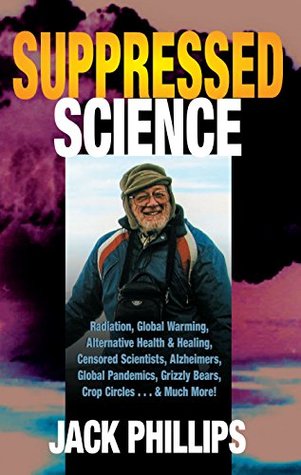 SUPPRESSED
SCIENCE
Radiation, Global Warming,
Alternative Health & Healing,
Censored Scientists, Alzheimers,
Global Pandemics, Grizzly Bears,
Crop Circles . . . & Much More!
JACK PHILLIPS